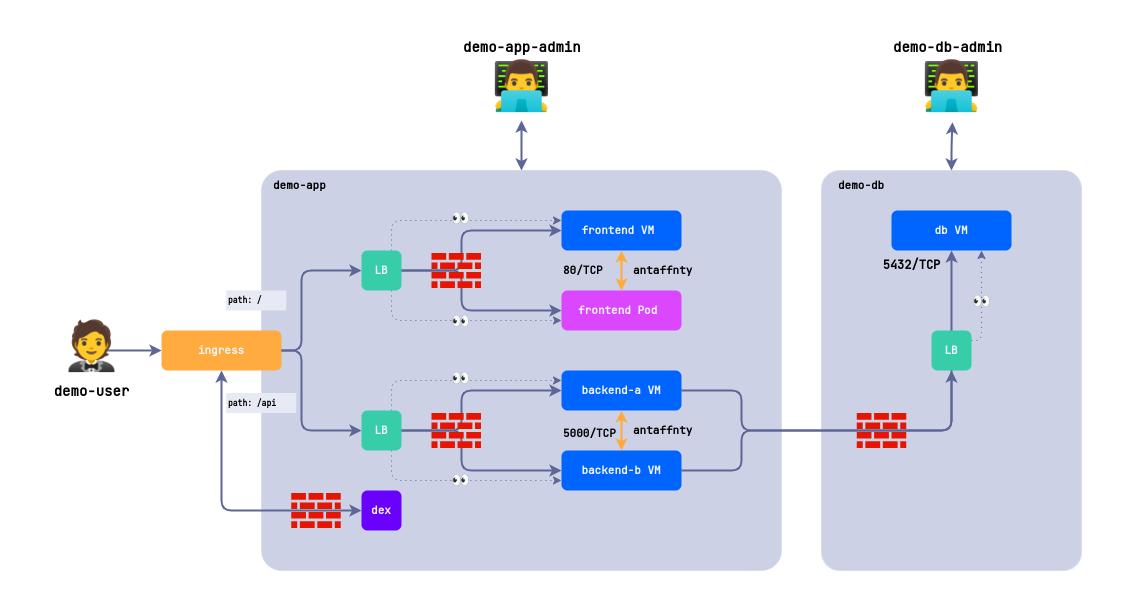 demo-app-admin
demo-db-admin
demo-app
demo-db
frontend VM
db VM
LB
80/TCP
antaffnty
5432/TCP
path: /
frontend Pod
ingress
LB
demo-user
path: /api
backend-a VM
LB
5000/TCP
antaffnty
backend-b VM
dex